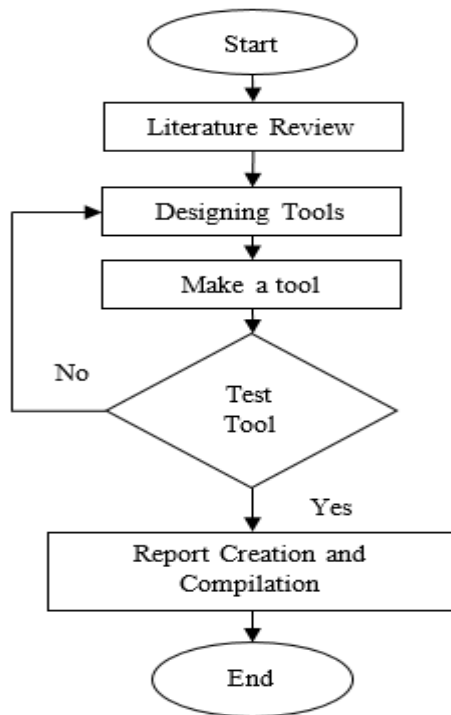 Start
Literature Review
Designing Tools
Make a tool
No
Test
Tool
Yes
Report Creation and
Compilation
End